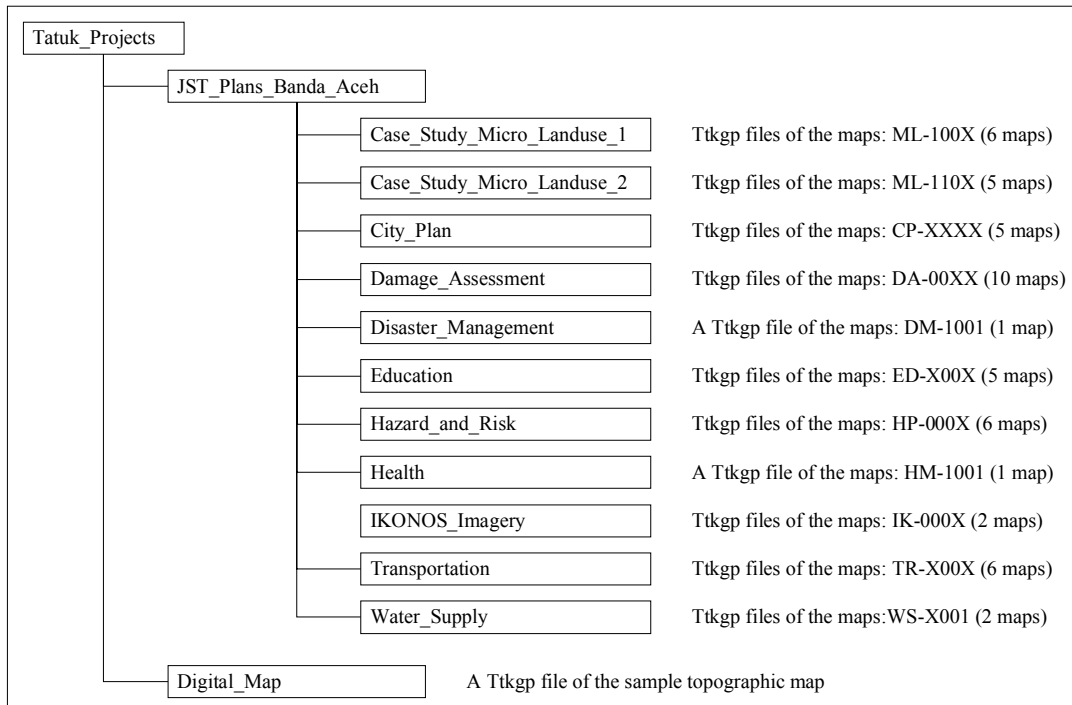 Tatuk_Projects
JST_Plans_Banda_Aceh
Case_Study_Micro_Landuse_1 Ttkgp files of the maps: ML-100X (6 maps)
Case_Study_Micro_Landuse_2 Ttkgp files of the maps: ML-110X (5 maps)
City_Plan Ttkgp files of the maps: CP-XXXX (5 maps)
Damage_Assessment Ttkgp files of the maps: DA-00XX (10 maps)
Disaster_Management A Ttkgp file of the maps: DM-1001 (1 map)
Education Ttkgp files of the maps: ED-X00X (5 maps)
Hazard_and_Risk Ttkgp files of the maps: HP-000X (6 maps)
Health A Ttkgp file of the maps: HM-1001 (1 map)
IKONOS_Imagery Ttkgp files of the maps: IK-000X (2 maps)
Transportation Ttkgp files of the maps: TR-X00X (6 maps)
Water_Supply Ttkgp files of the maps:WS-X001 (2 maps)
Digital_Map A Ttkgp file of the sample topographic map